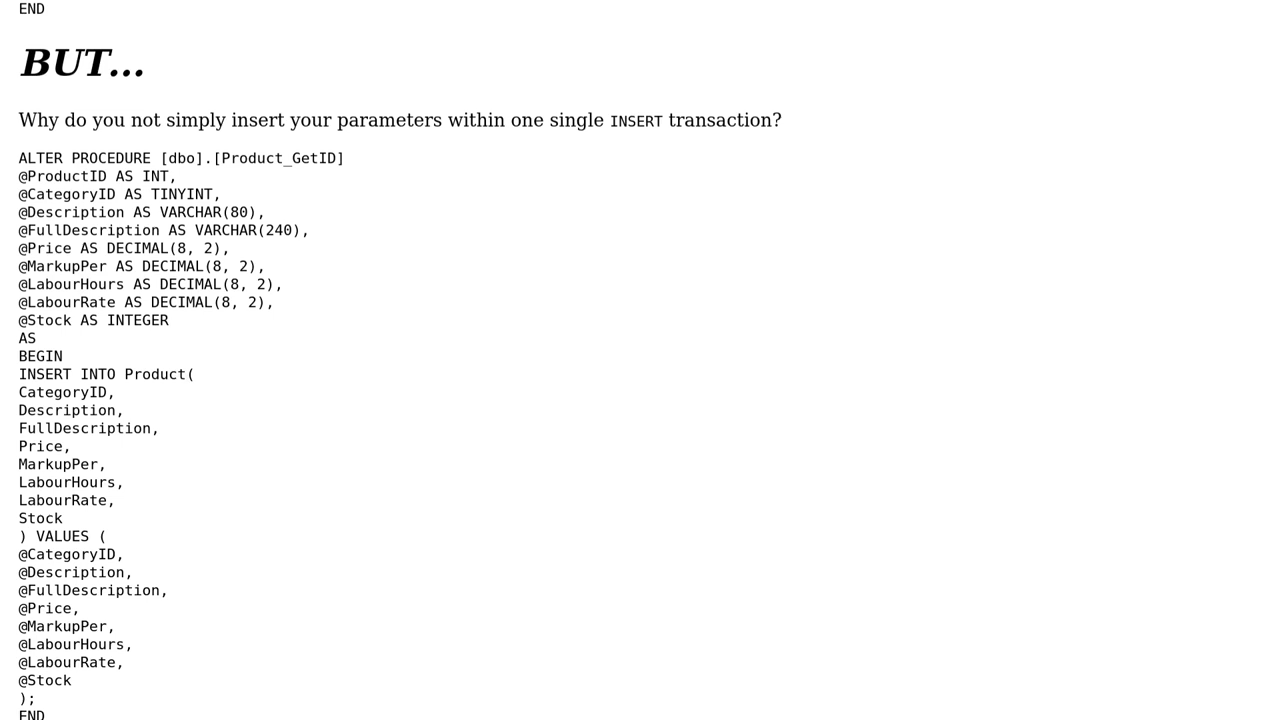 END
BUT...
Why do you not simply insert your parameters within one single INSERT transaction?
ALTER PROCEDURE [dbo].[Product_GetID]
@ProductID AS INT,
@CategoryID AS TINYINT,
@Description AS VARCHAR(80),
@FullDescription AS VARCHAR(240),
@Price AS DECIMAL(8, 2),
@MarkupPer AS DECIMAL(8, 2),
@LabourHours AS DECIMAL(8, 2),
@LabourRate AS DECIMAL(8, 2),
@Stock AS INTEGER
AS
BEGIN
INSERT INTO Product(
CategoryID,
Description,
FullDescription,
Price,
MarkupPer,
LabourHours,
LabourRate,
Stock
) VALUES (
@CategoryID,
@Description,
@FullDescription,
@Price,
@MarkupPer,
@LabourHours,
@LabourRate,
@Stock
);
END